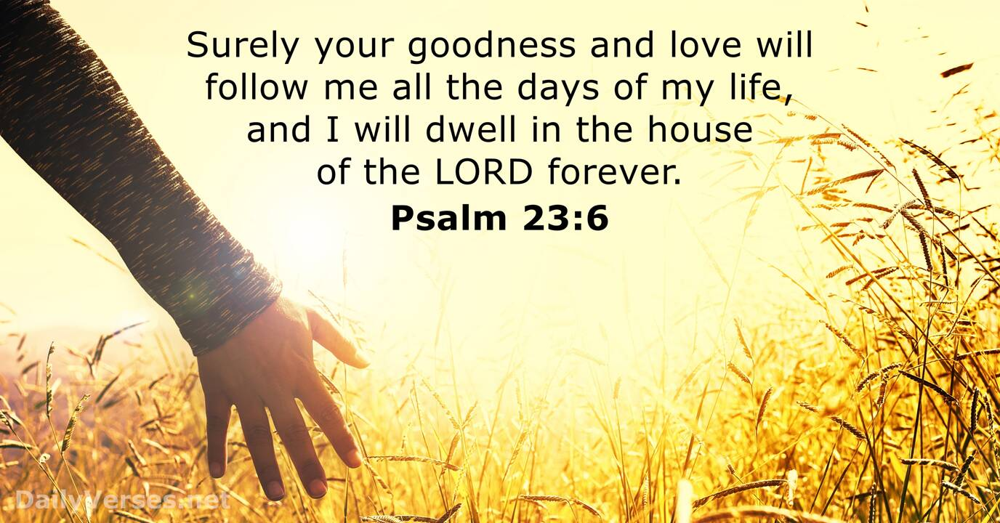 Surely your goodness and love will
follow me all the days of my life,
and I will dwell in the house
of the LORD forever.
Psalm 23:6
DailyVerses.net